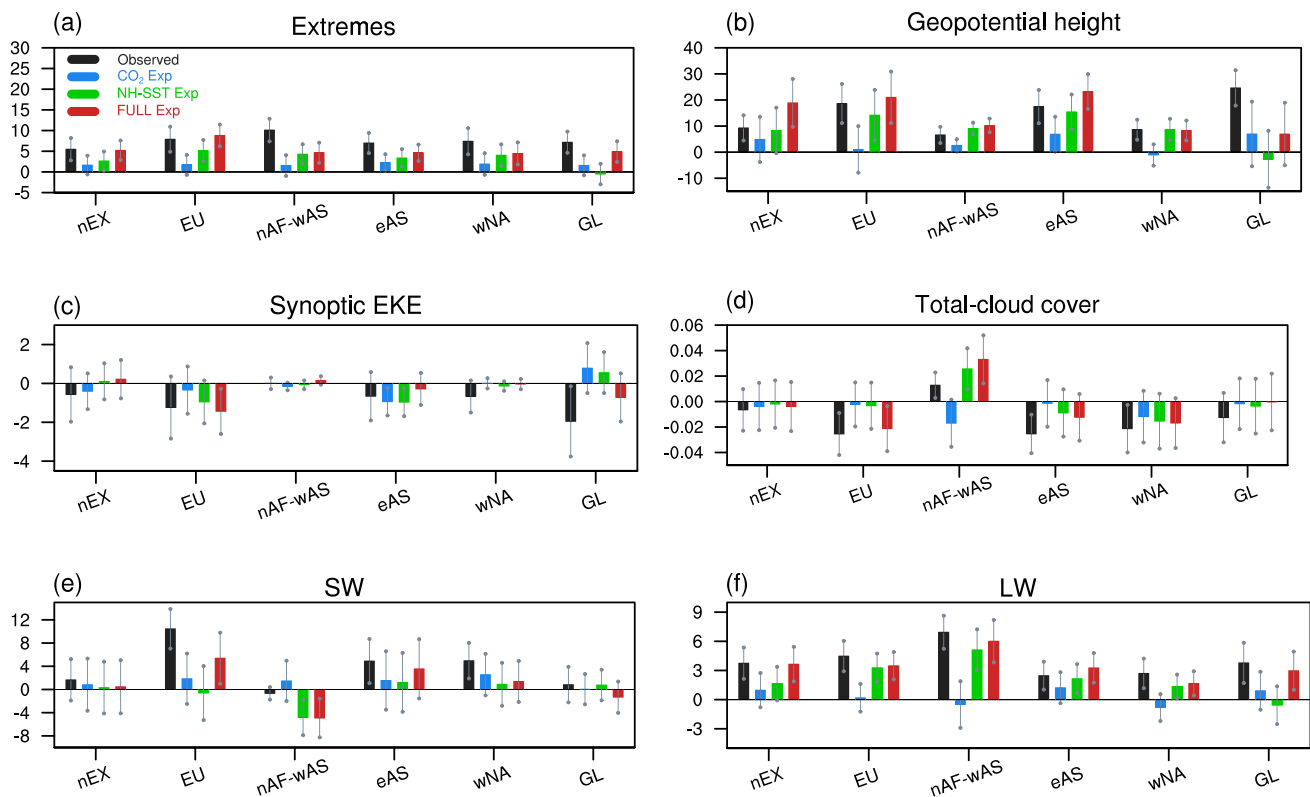 (a)
Extremes
30
25
20
15
10
5
0
-5
Observed
CO₂ Exp
NH-SST Exp
FULL Exp
nEX
EU
nAF-wAS
eAS
wNA
GL
(b)
Geopotential height
40
30
20
10
0
-10
nEX
EU
nAF-wAS
eAS
wNA
GL
(c)
Synoptic EKE
2
0
-2
-4
nEX
EU
nAF-wAS
eAS
wNA
GL
(d)
Total-cloud cover
0.06
0.04
0.02
0.00
-0.02
-0.04
nEX
EU
nAF-wAS
eAS
wNA
GL
(e)
SW
12
8
4
0
-4
-8
nEX
EU
nAF-wAS
eAS
wNA
GL
(f)
LW
9
6
3
0
-3
nEX
EU
nAF-wAS
eAS
wNA
GL